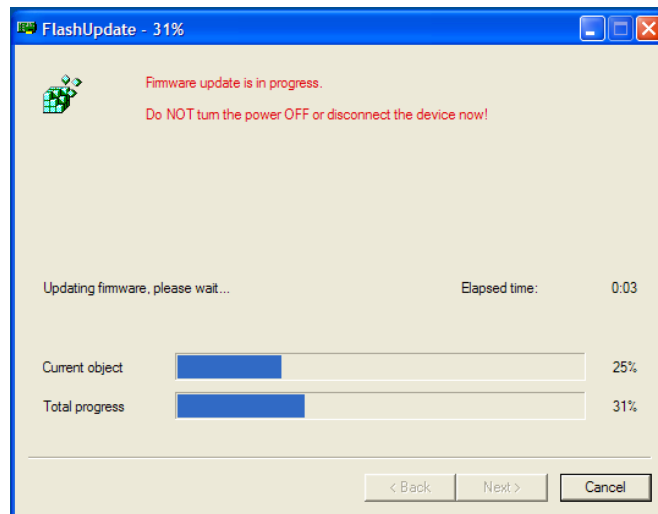 FlashUpdate - 31%
Firmware update is in progress.
Do NOT turn the power OFF or disconnect the device now!
Updating firmware, please wait... Elapsed time: 0:03
Current object 25%
Total progress 31%
< Back Next > Cancel